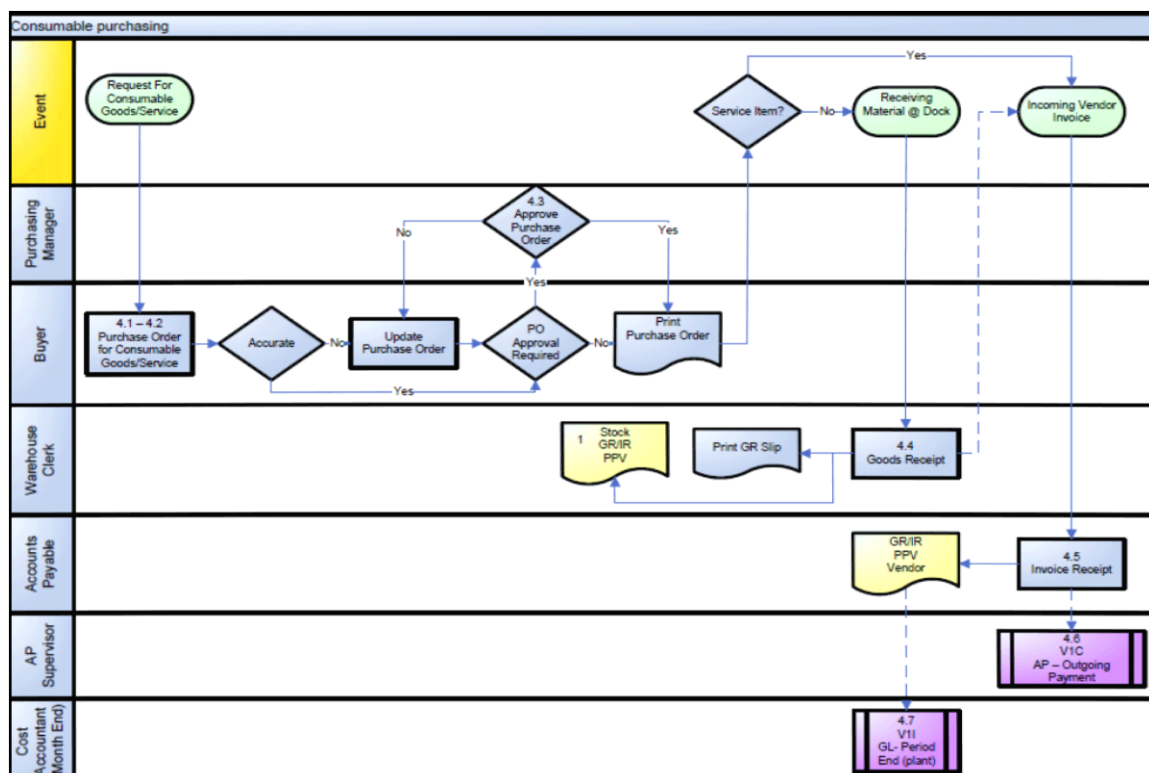 Consumable purchasing
Event
Request For
Consumable
Goods/Service
Service Item?
Yes
No
Receiving
Material @ Dock
Incoming Vendor
Invoice
Purchasing
Manager
4.3
Approve
Purchase
Order
No
Yes
Yes
Buyer
4.1 – 4.2
Purchase Order
for Consumable
Goods/Service
Accurate
No
Yes
Update
Purchase Order
PO
Approval
Required
No
Print
Purchase Order
Warehouse
Clerk
1 Stock
GR/IR
PPV
Print GR Slip
4.4
Goods Receipt
Accounts
Payable
GR/IR
PPV
Vendor
4.5
Invoice Receipt
AP
Supervisor
4.6
V1C
AP – Outgoing
Payment
Cost
Accountant
Month End)
4.7
V1I
GL- Period
End (plant)